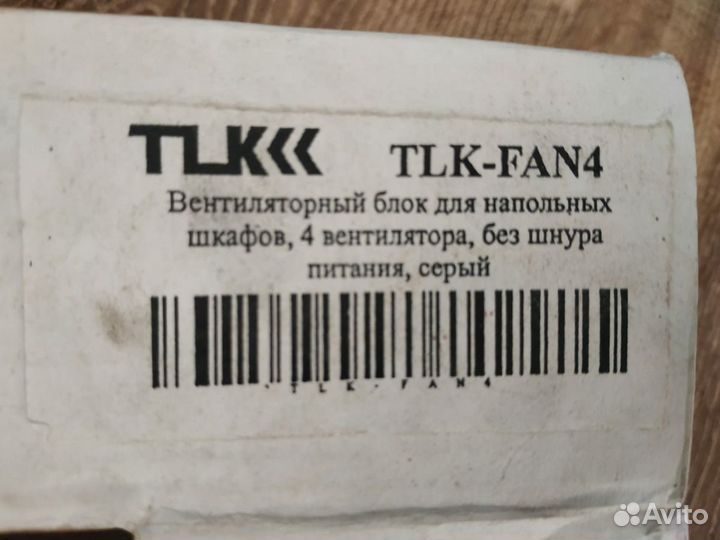 TLK TLK-FAN4
Вентиляторный блок для напольных
шкафов, 4 вентилятора, без шнура
питания, серый
TLK-FAN4
Avito